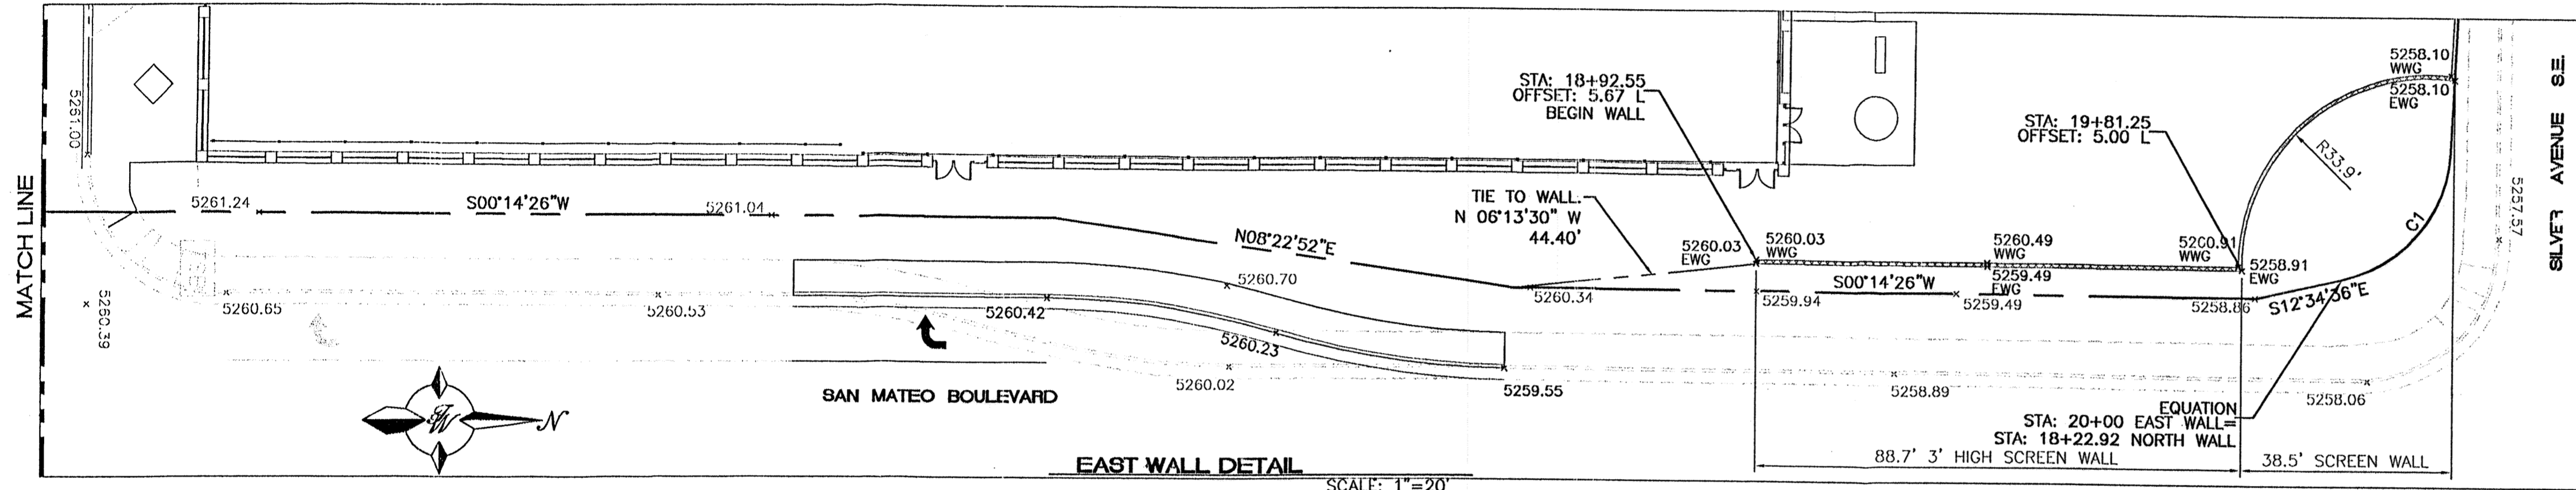 MATCH LINE
5261.00
5260.39
5261.24
S00°14'26"W
5261.04
5260.65
5260.53
5260.42
5260.23
5260.70
5260.02
5259.55
N08°22'52"E
SAN MATEO BOULEVARD
N
STA: 18+92.55
OFFSET: 5.67 L
BEGIN WALL
TIE TO WALL.
N 06°13'30" W
44.40'
5260.34
5260.03
EWG
5260.03
WWG
5260.49
WWG
5259.49
EWG
S00°14'26"W
5259.94
5259.49
5258.86
STA: 19+81.25
OFFSET: 5.00 L
5260.91
WWG
5258.91
EWG
S12°34'36"E
R33.9'
C1
5258.10
WWG
5258.10
EWG
5257.57
SILVER AVENUE S.E.
5258.89
5258.06
EQUATION
STA: 20+00 EAST WALL=
STA: 18+22.92 NORTH WALL
88.7' 3' HIGH SCREEN WALL
38.5' SCREEN WALL
EAST WALL DETAIL
SCALE: 1"=20'